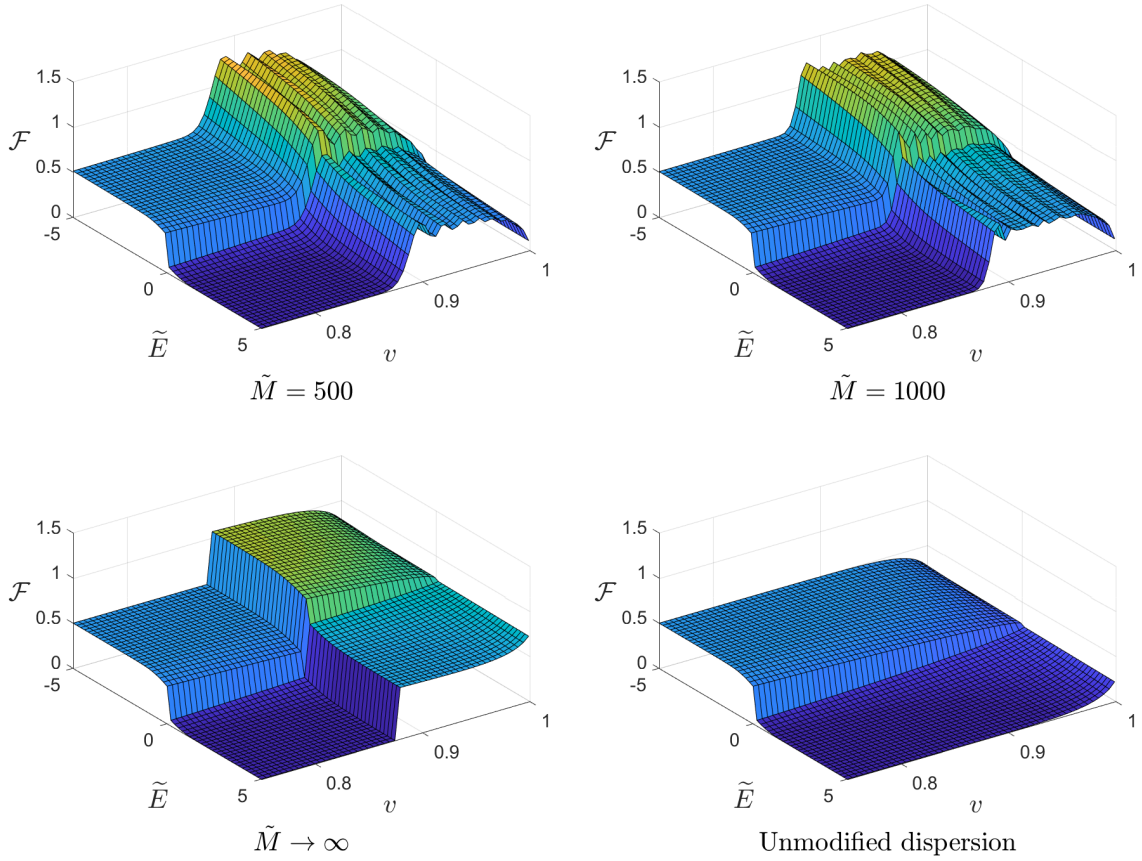 1.5 1 0.5 0
𝓕
-5 0 5
Ẽ
0.8 0.9 1
v
M̃ = 500
1.5 1 0.5 0
𝓕
-5 0 5
Ẽ
0.8 0.9 1
v
M̃ = 1000
1.5 1 0.5 0
𝓕
-5 0 5
Ẽ
0.8 0.9 1
v
M̃ → ∞
1.5 1 0.5 0
𝓕
-5 0 5
Ẽ
0.8 0.9 1
v
Unmodified dispersion